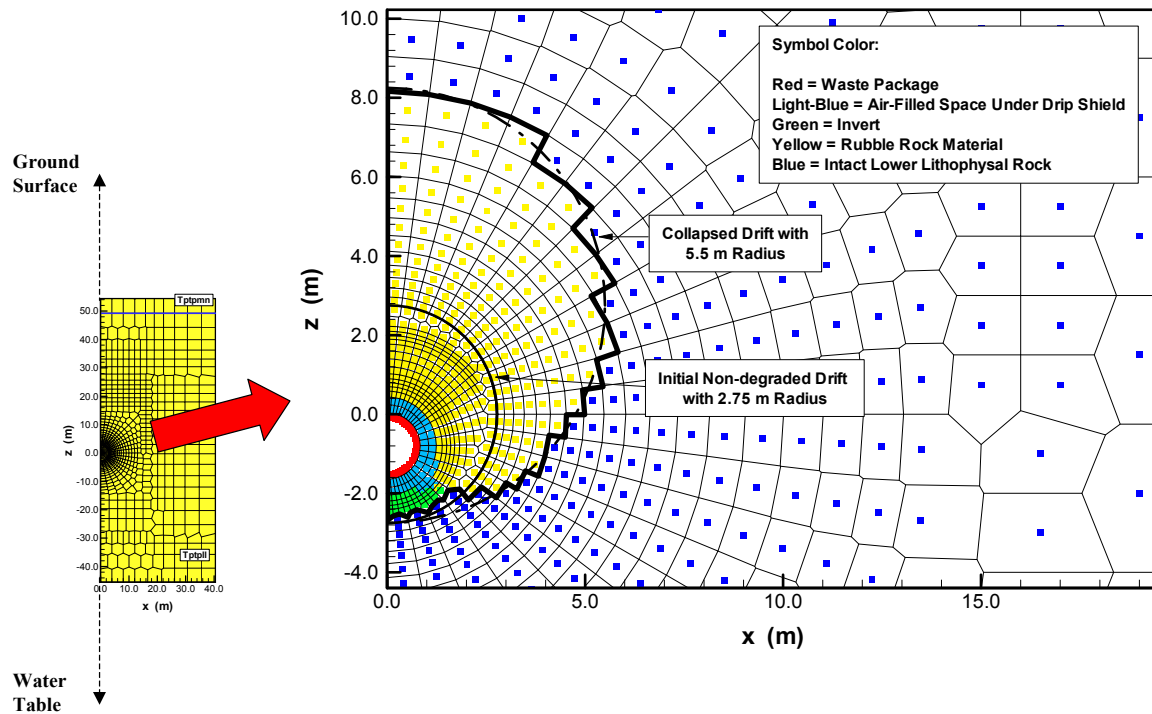 Ground
Surface
Water
Table
Tptpmn
50.0
40.0
30.0
20.0
10.0
0.0
-10.0
-20.0
-30.0
-40.0
z (m)
Tptpll
0.0 10.0 20.0 30.0 40.0
x (m)
10.0
8.0
6.0
4.0
2.0
0.0
-2.0
-4.0
z (m)
Symbol Color:
Red = Waste Package
Light-Blue = Air-Filled Space Under Drip Shield
Green = Invert
Yellow = Rubble Rock Material
Blue = Intact Lower Lithophysal Rock
Collapsed Drift with
5.5 m Radius
Initial Non-degraded Drift
with 2.75 m Radius
0.0 5.0 10.0 15.0
x (m)